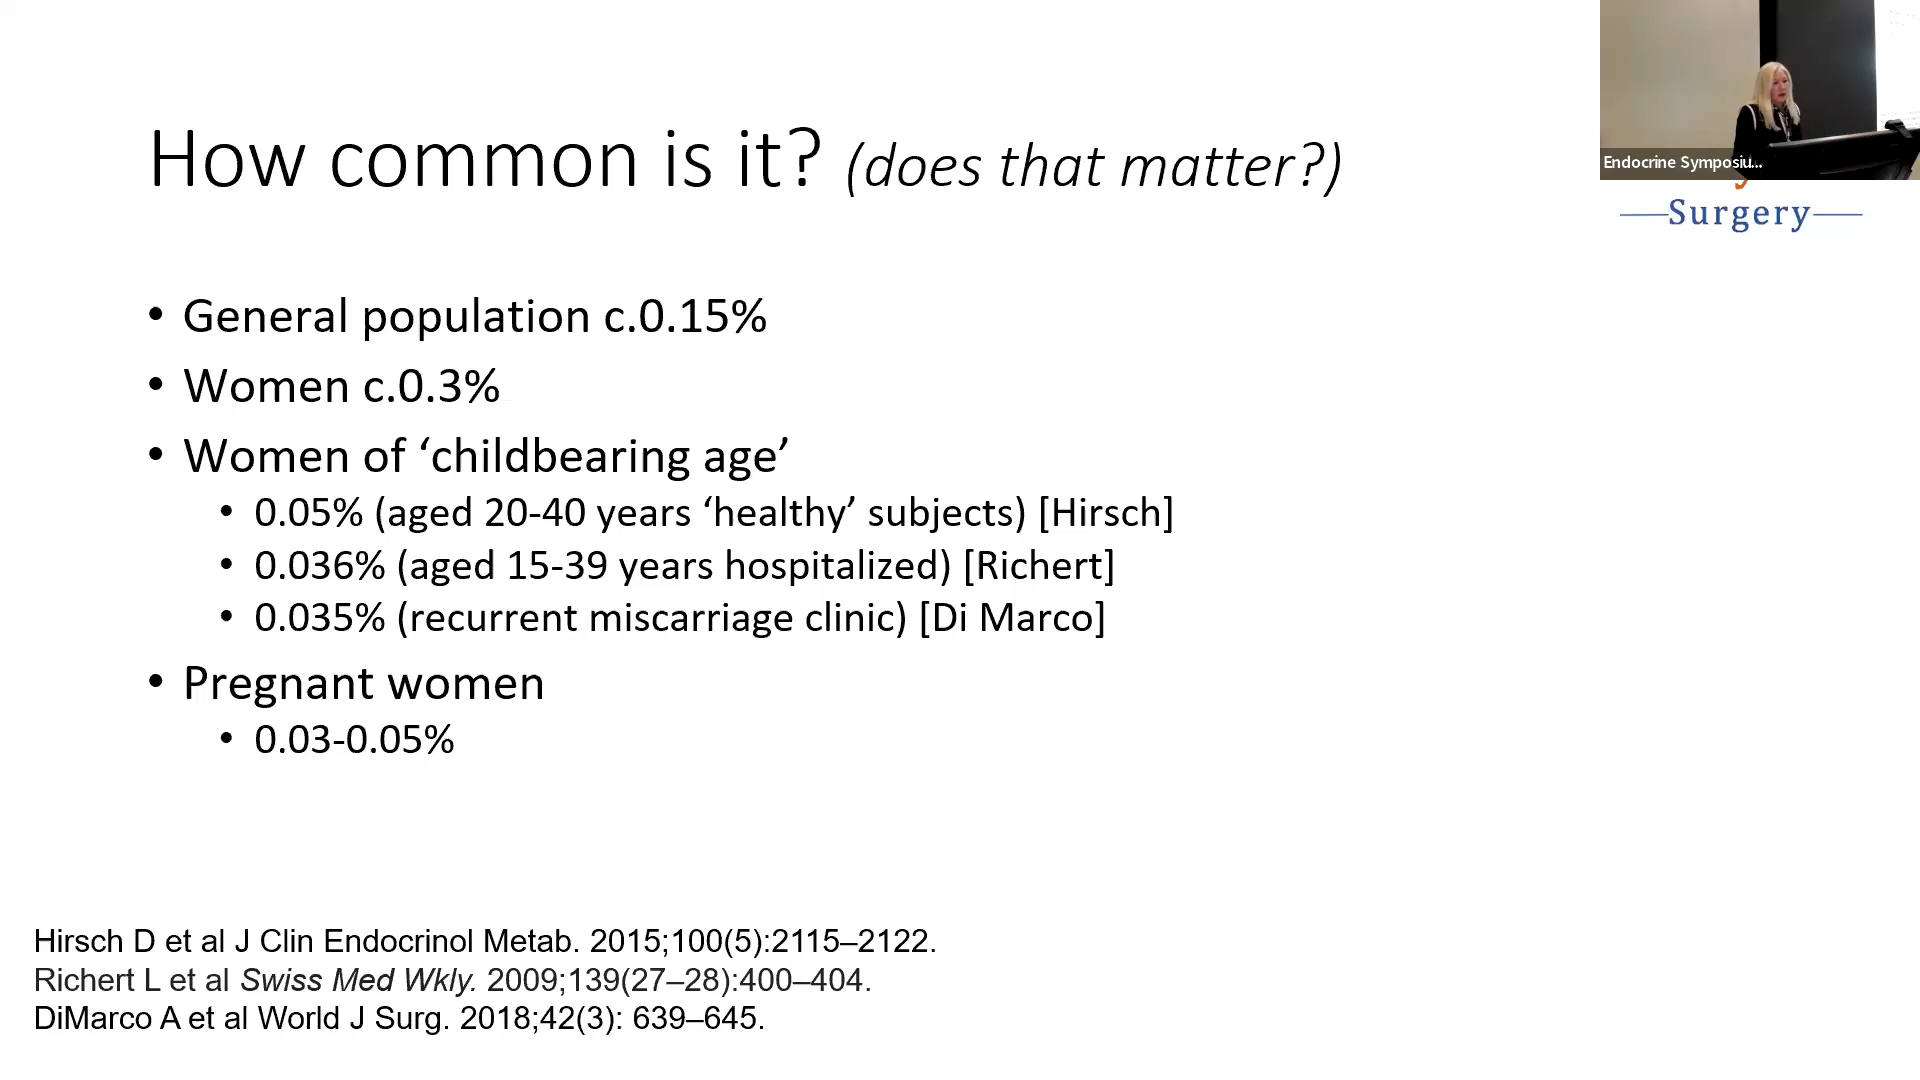 How common is it? (does that matter?)
Endocrine Symposiu...
Surgery
• General population c.0.15%
• Women c.0.3%
• Women of ‘childbearing age’
• 0.05% (aged 20-40 years ‘healthy’ subjects) [Hirsch]
• 0.036% (aged 15-39 years hospitalized) [Richert]
• 0.035% (recurrent miscarriage clinic) [Di Marco]
• Pregnant women
• 0.03-0.05%
Hirsch D et al J Clin Endocrinol Metab. 2015;100(5):2115–2122.
Richert L et al Swiss Med Wkly. 2009;139(27–28):400–404.
DiMarco A et al World J Surg. 2018;42(3): 639–645.